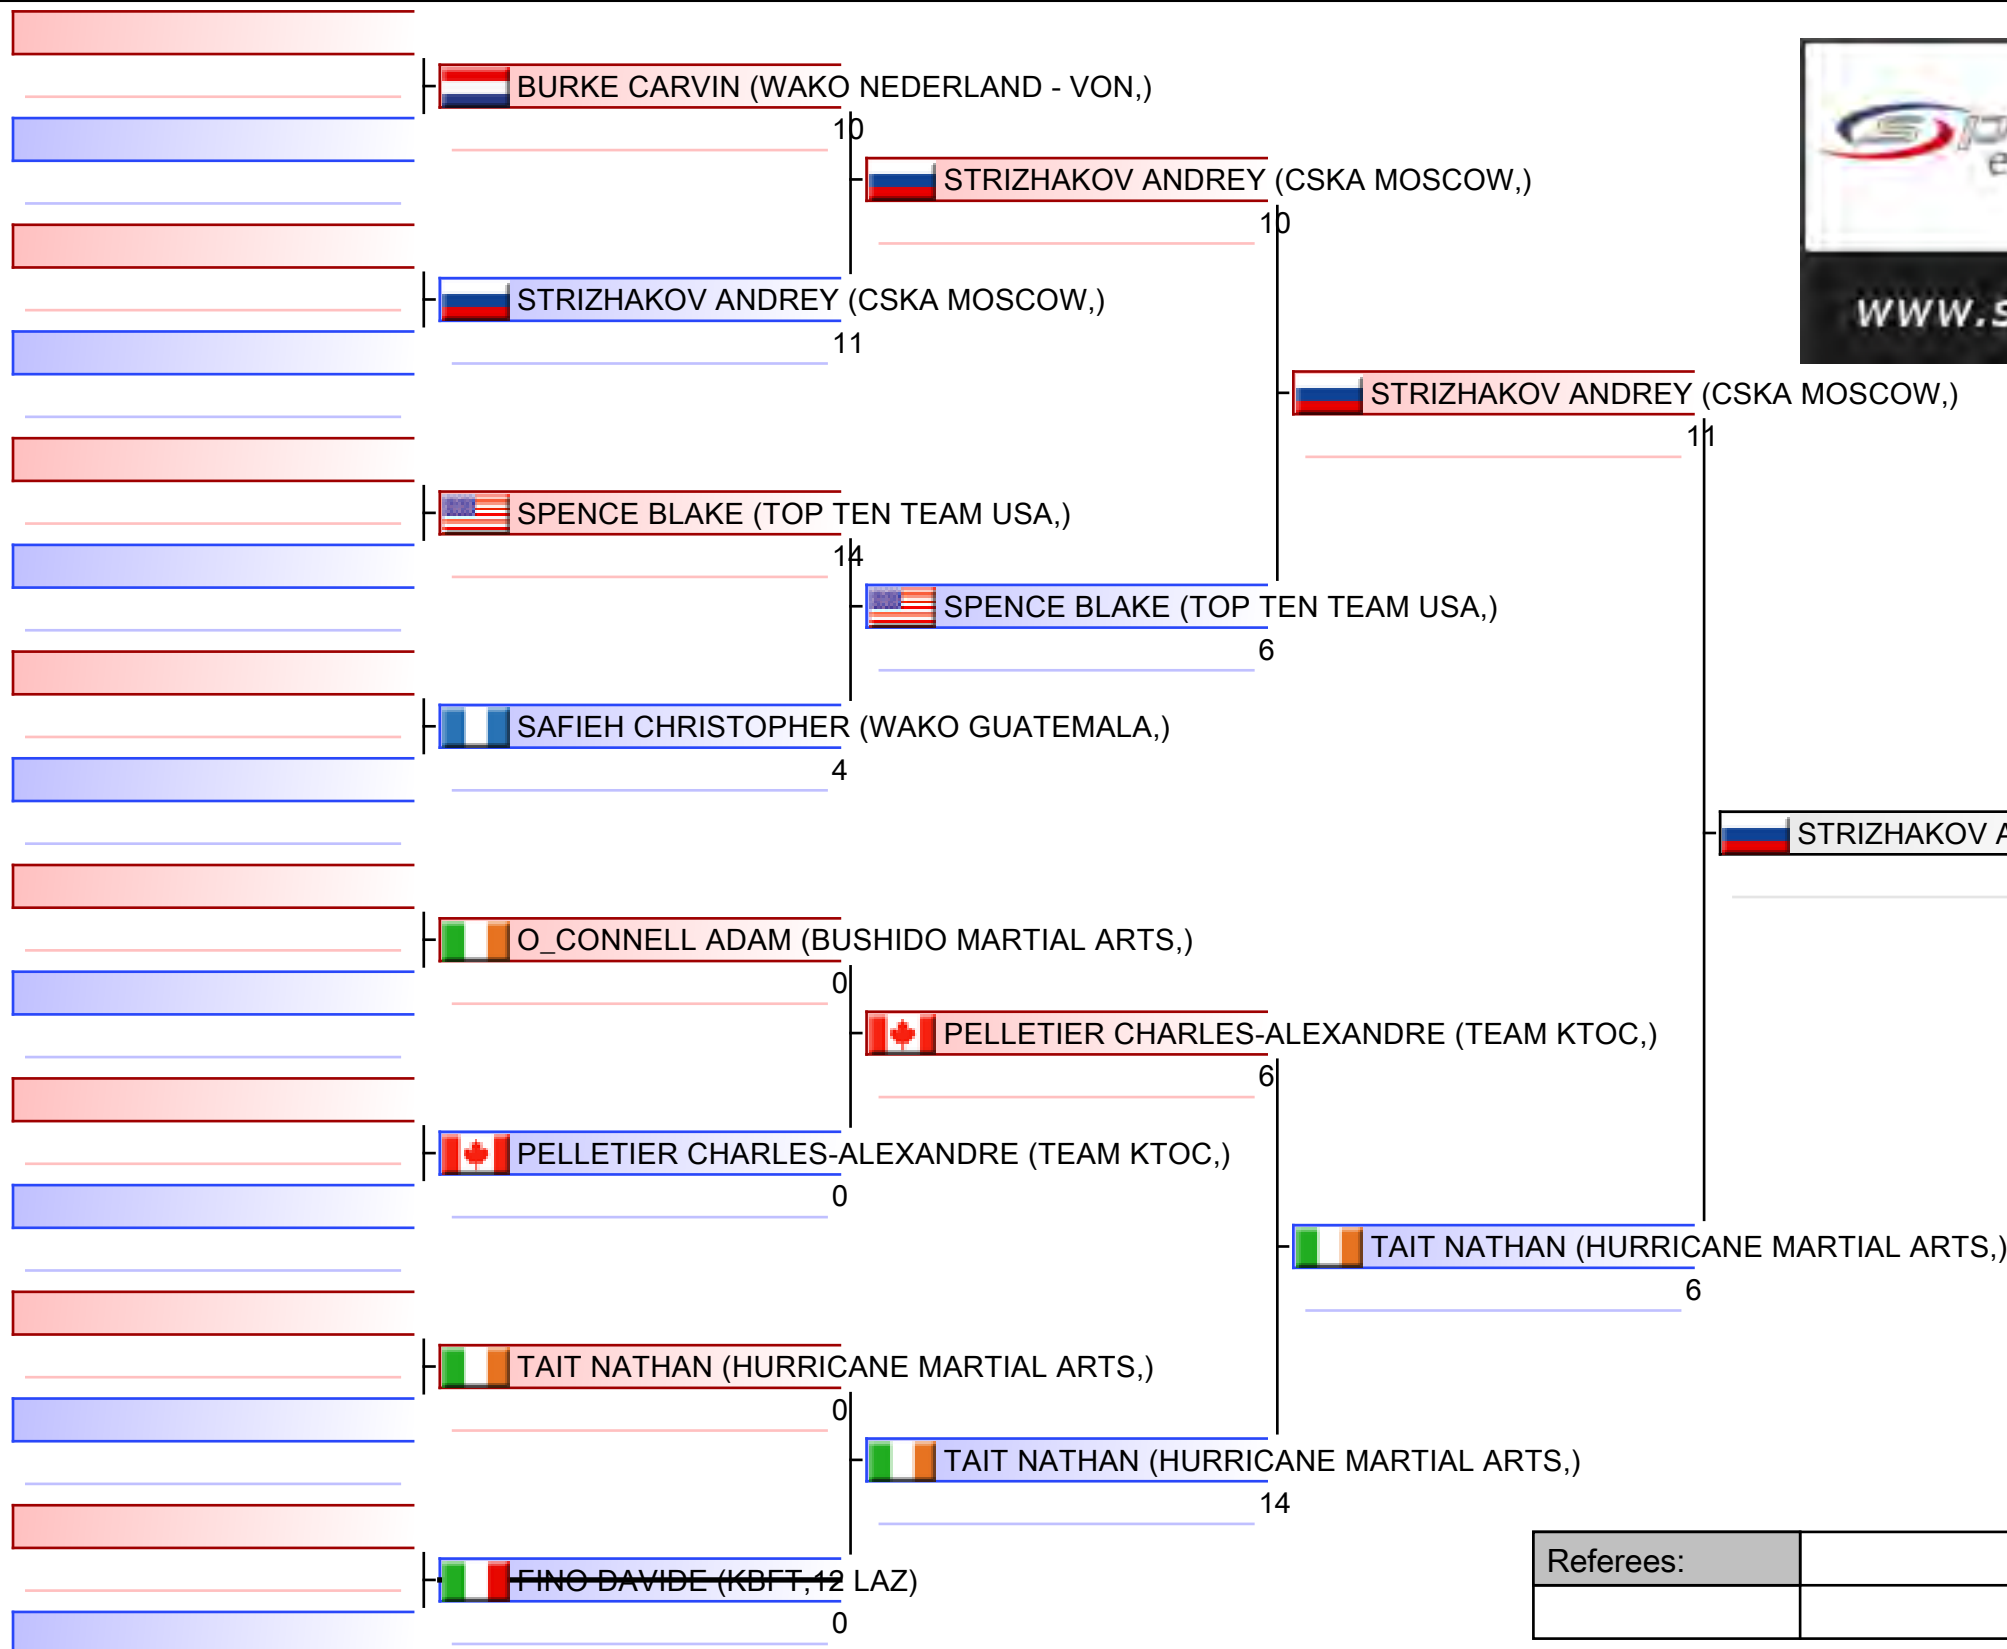 BURKE CARVIN (WAKO NEDERLAND - VON,)
10
STRIZHAKOV ANDREY (CSKA MOSCOW,)
10
STRIZHAKOV ANDREY (CSKA MOSCOW,)
11
www.s
STRIZHAKOV ANDREY (CSKA MOSCOW,)
11
SPENCE BLAKE (TOP TEN TEAM USA,)
14
SPENCE BLAKE (TOP TEN TEAM USA,)
6
SAFIEH CHRISTOPHER (WAKO GUATEMALA,)
4
STRIZHAKOV A
O_CONNELL ADAM (BUSHIDO MARTIAL ARTS,)
0
PELLETIER CHARLES-ALEXANDRE (TEAM KTOC,)
6
PELLETIER CHARLES-ALEXANDRE (TEAM KTOC,)
0
TAIT NATHAN (HURRICANE MARTIAL ARTS,)
6
TAIT NATHAN (HURRICANE MARTIAL ARTS,)
0
TAIT NATHAN (HURRICANE MARTIAL ARTS,)
14
FINO DAVIDE (KBFT,12 LAZ)
0
Referees: